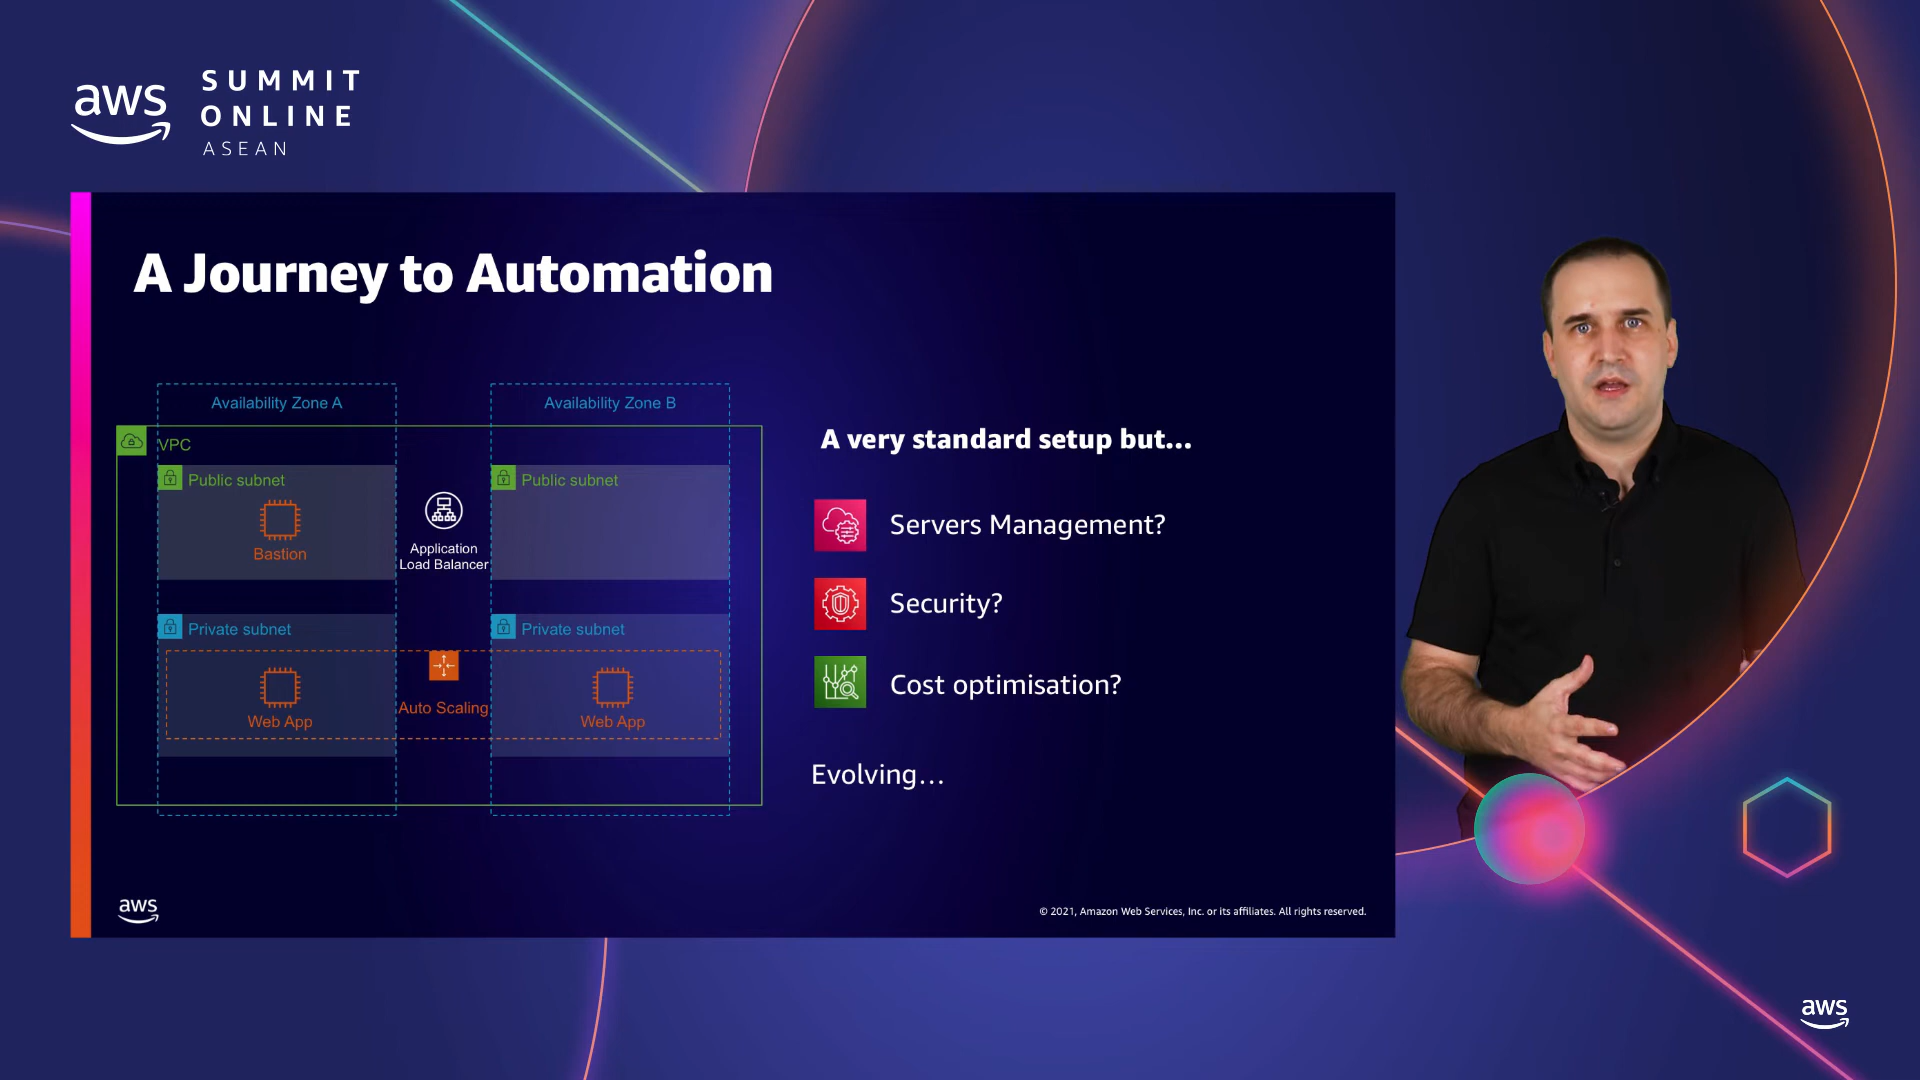 aws
SUMMIT
ONLINE
ASEAN
A Journey to Automation
Availability Zone A
Availability Zone B
VPC
Public subnet
Public subnet
Bastion
Application
Load Balancer
Private subnet
Private subnet
Auto Scaling
Web App
Web App
A very standard setup but...
Servers Management?
Security?
Cost optimisation?
Evolving...
aws
© 2021, Amazon Web Services, Inc. or its affiliates. All rights reserved.
aws